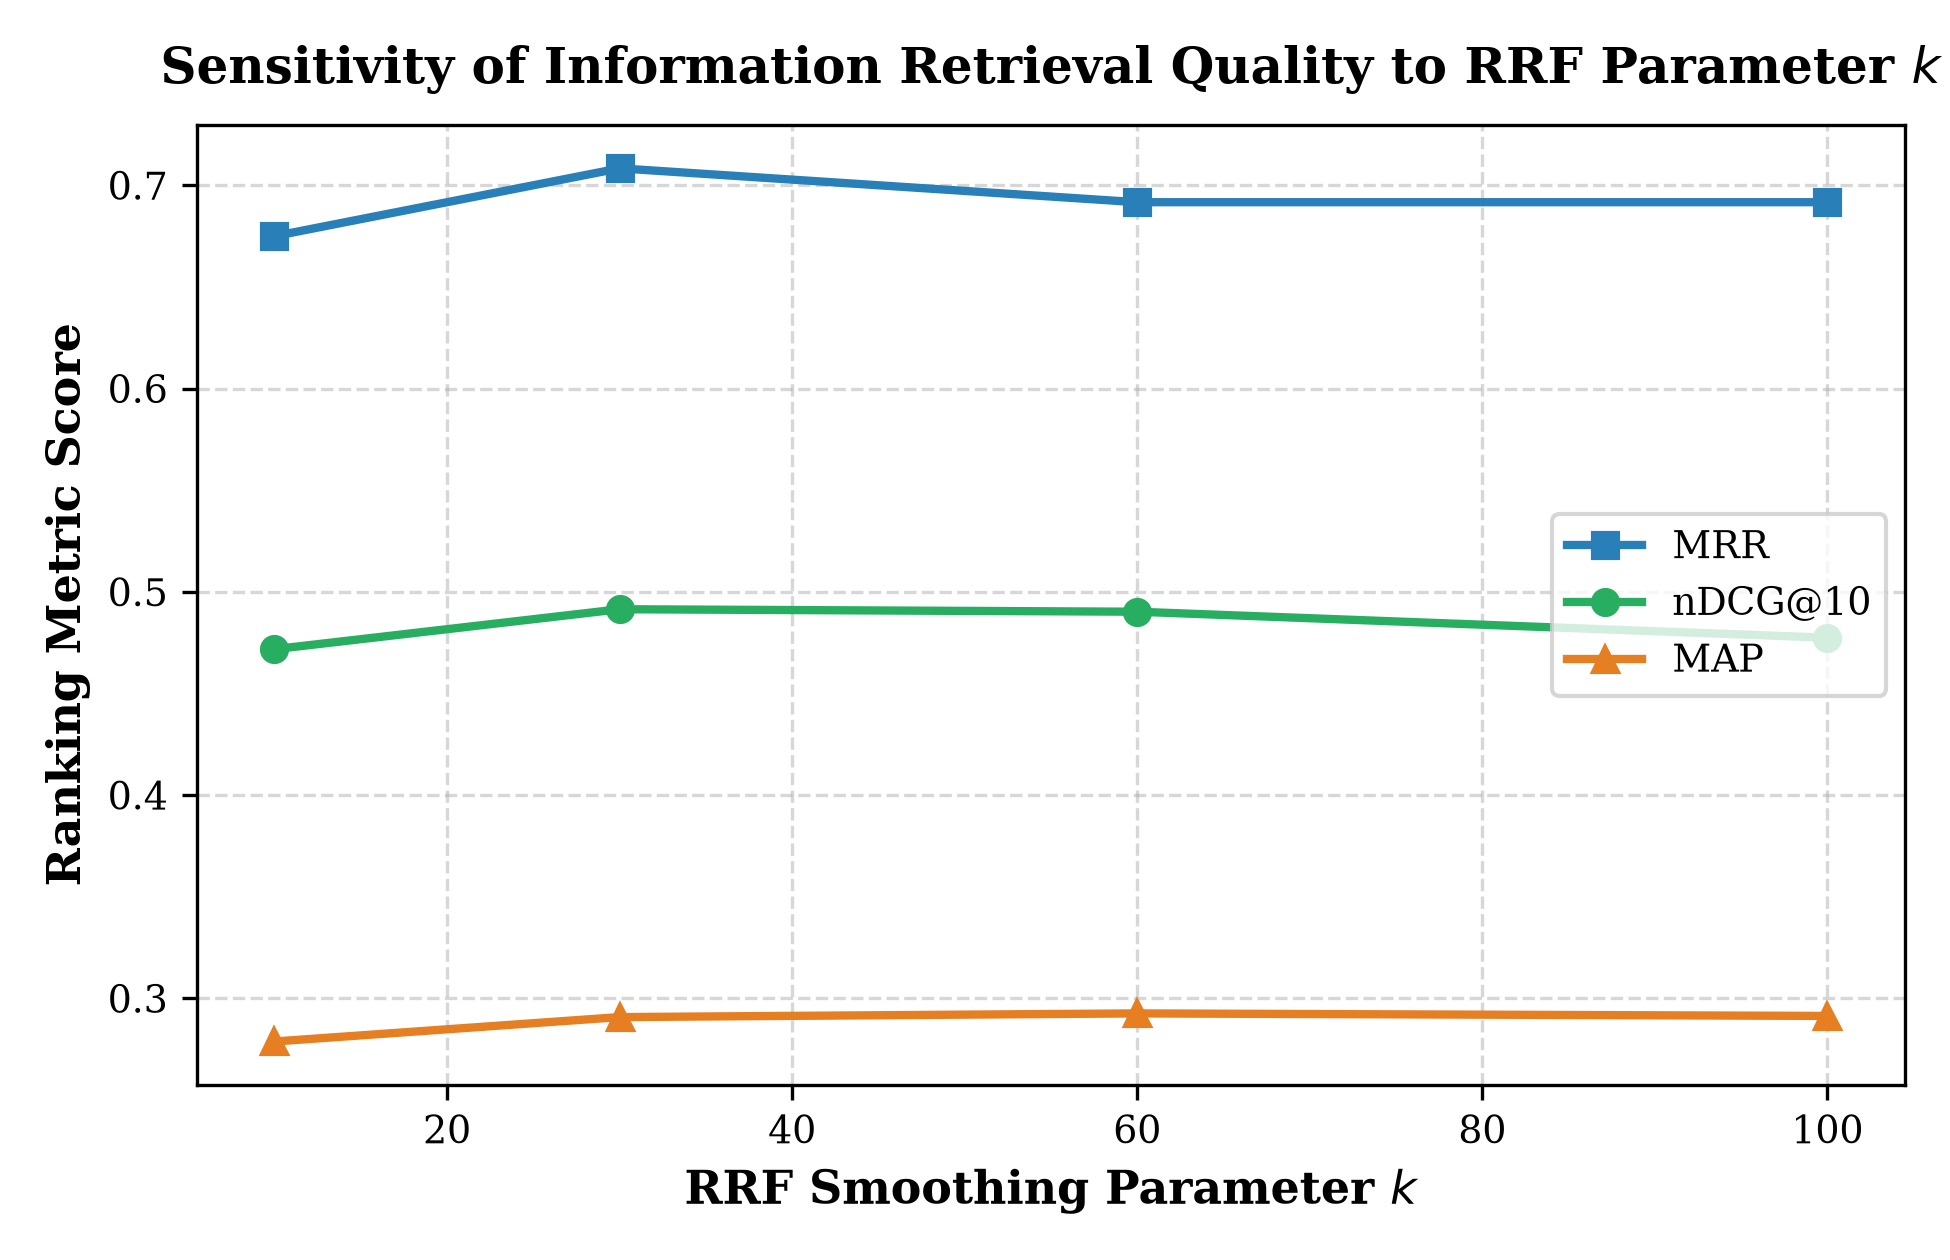 Sensitivity of Information Retrieval Quality to RRF Parameter k
Ranking Metric Score
0.7
0.6
0.5
0.4
0.3
MRR
nDCG@10
MAP
20 40 60 80 100
RRF Smoothing Parameter k